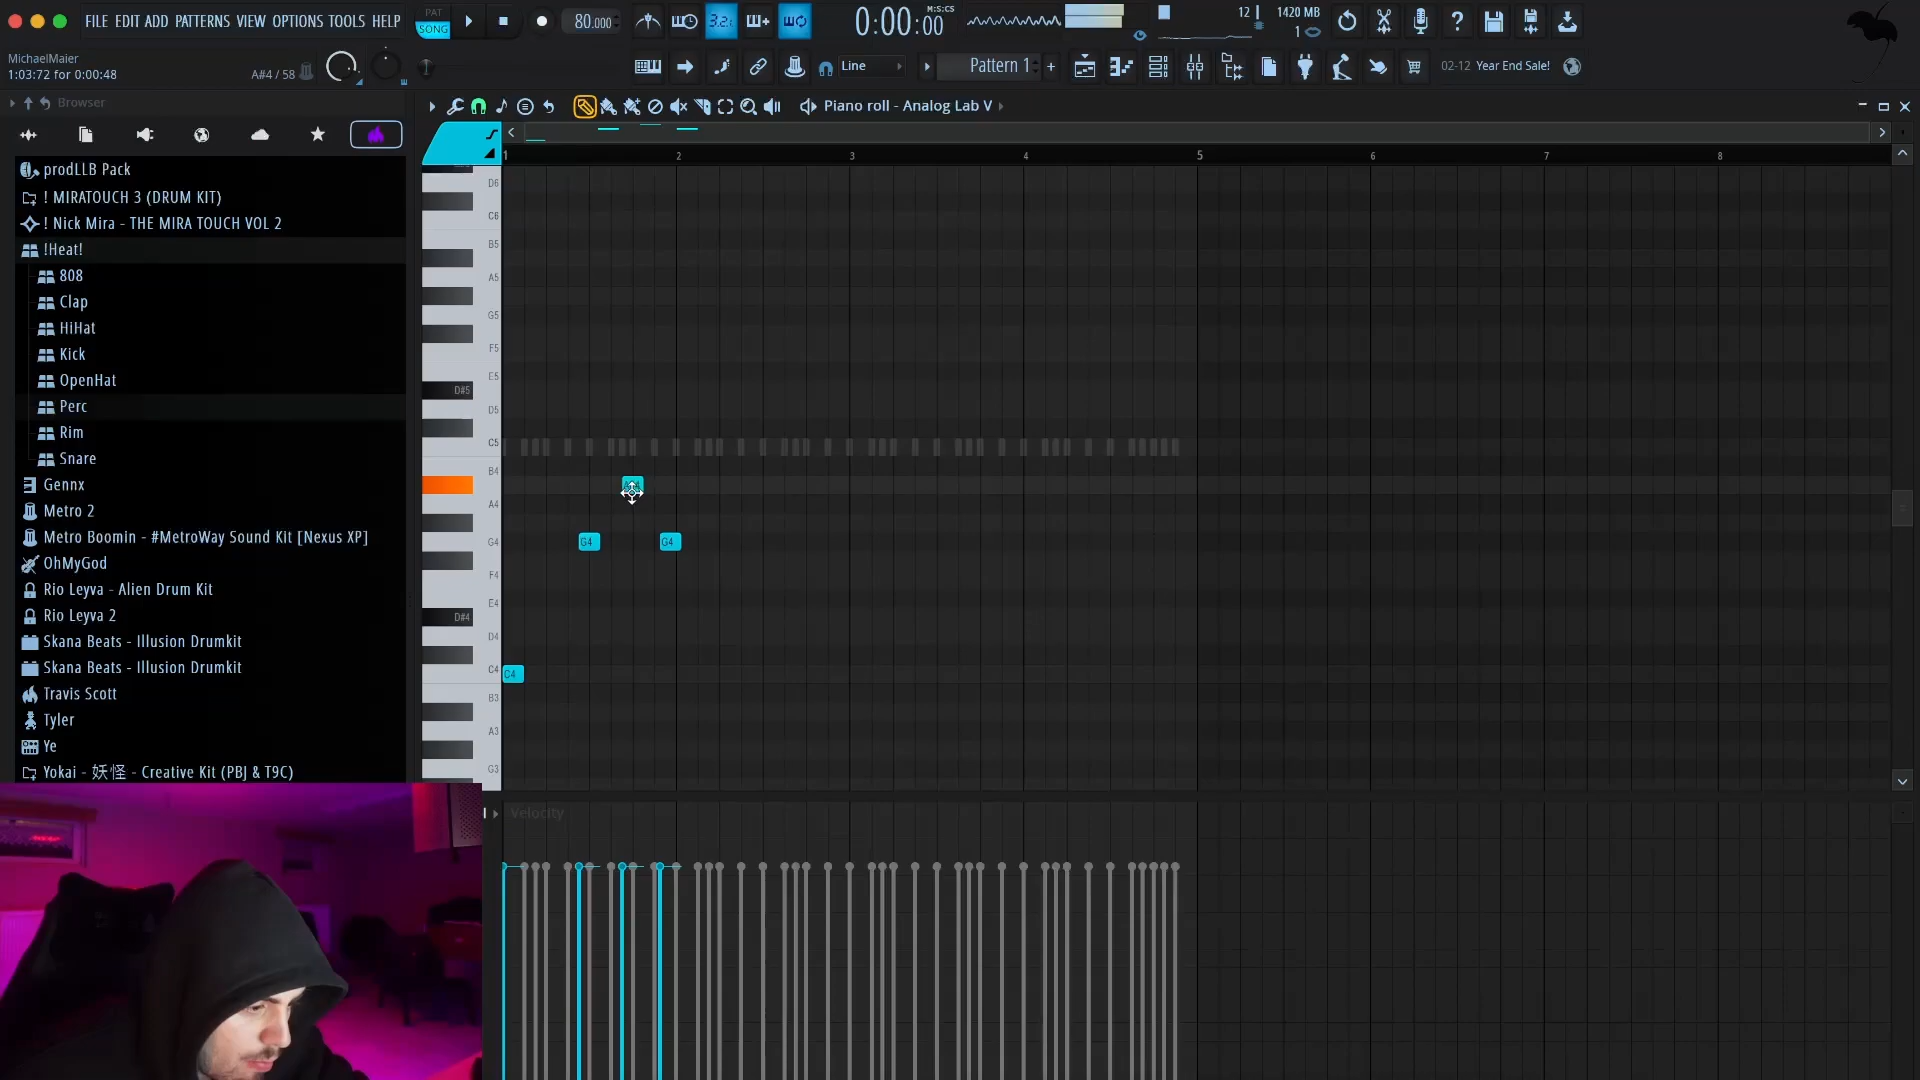 FILE EDIT ADD PATTERNS VIEW OPTIONS TOOLS HELP
PAT
SONG
80.000
3.2
0:00:00
M:S:CS
12
1420 MB
1
MichaelMaier
1:03:72 for 0:00:48
A#4 / 58
Line
Pattern 1
02-12 Year End Sale!
Browser
Piano roll - Analog Lab V
prodLLB Pack
! MIRATOUCH 3 (DRUM KIT)
! Nick Mira - THE MIRA TOUCH VOL 2
!Heat!
808
Clap
HiHat
Kick
OpenHat
Perc
Rim
Snare
Gennx
Metro 2
Metro Boomin - #MetroWay Sound Kit [Nexus XP]
OhMyGod
Rio Leyva - Alien Drum Kit
Rio Leyva 2
Skana Beats - Illusion Drumkit
Skana Beats - Illusion Drumkit
Travis Scott
Tyler
Ye
Yokai - 妖怪 - Creative Kit (PBJ & T9C)
1 2 3 4 5 6 7 8
D6
C6
B5
A5
G5
F5
E5
D#5
D5
C5
B4
A4
G4 G4 G4
F4
E4
D#4
D4
C4 C4
B3
A3
G3
Velocity